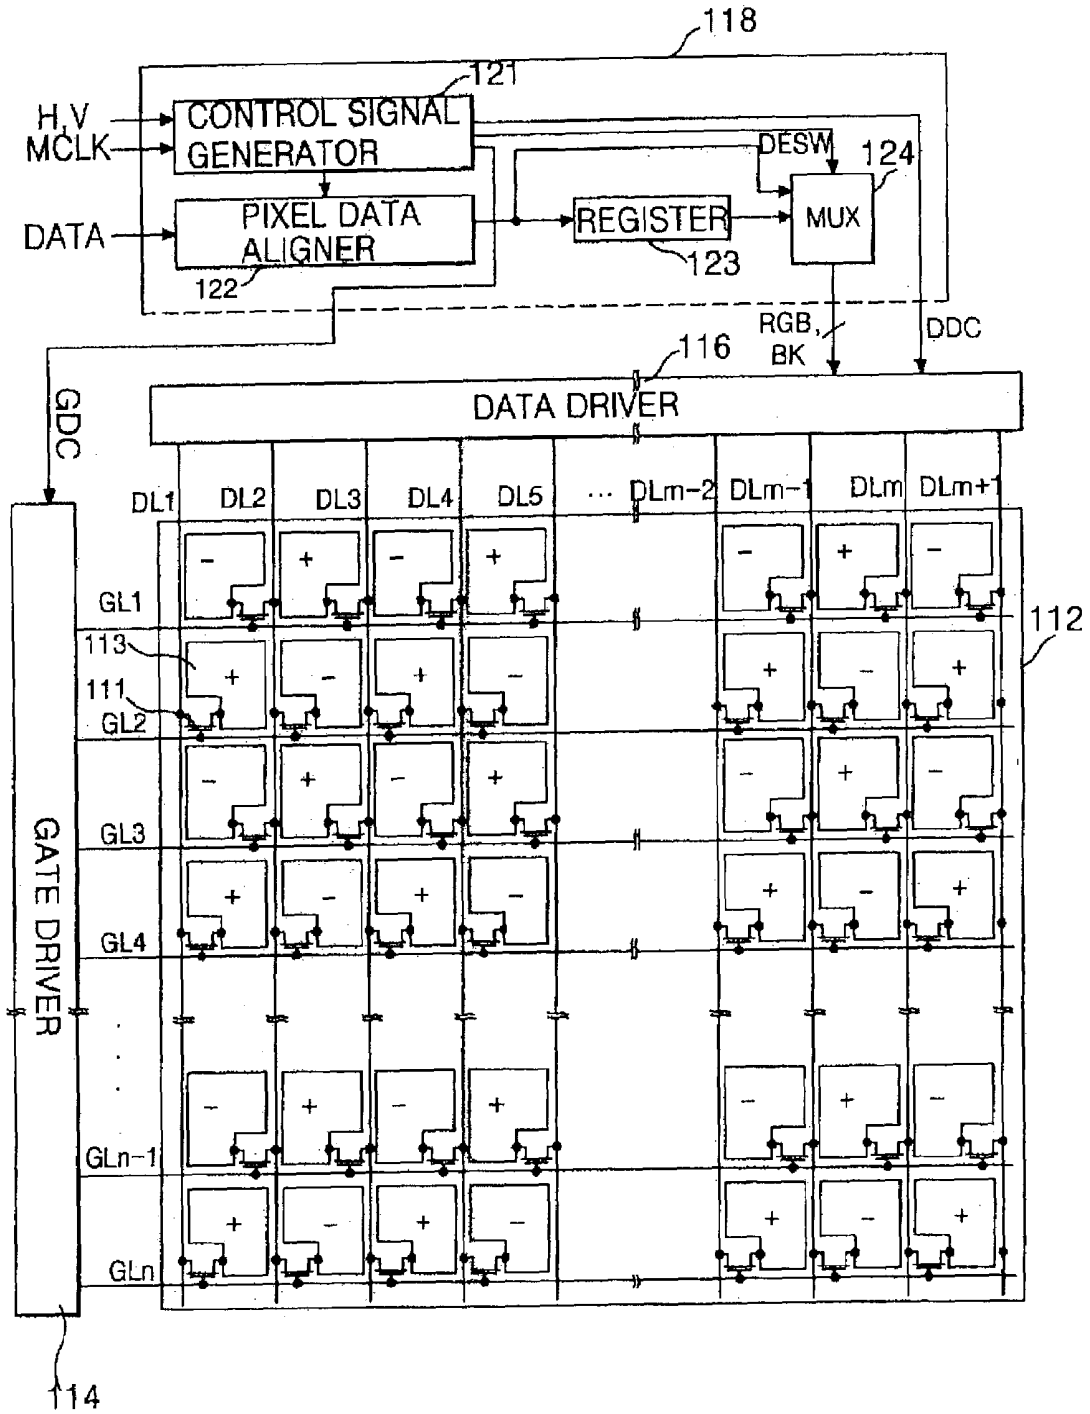 118
121
H,V
MCLK
CONTROL SIGNAL
GENERATOR
DESW
124
DATA
PIXEL DATA
ALIGNER
122
REGISTER
123
MUX
RGB,
BK
DDC
116
DATA DRIVER
GDC
DL1 DL2 DL3 DL4 DL5 ... DLm-2 DLm-1 DLm DLm+1
- + - + - + -
GL1
113
112
+ - + - + - +
111
GL2
- + - + - + -
GL3
+ - + - + - +
GL4
GATE DRIVER
- + - + - + -
GLn-1
+ - + - + - +
GLn
114